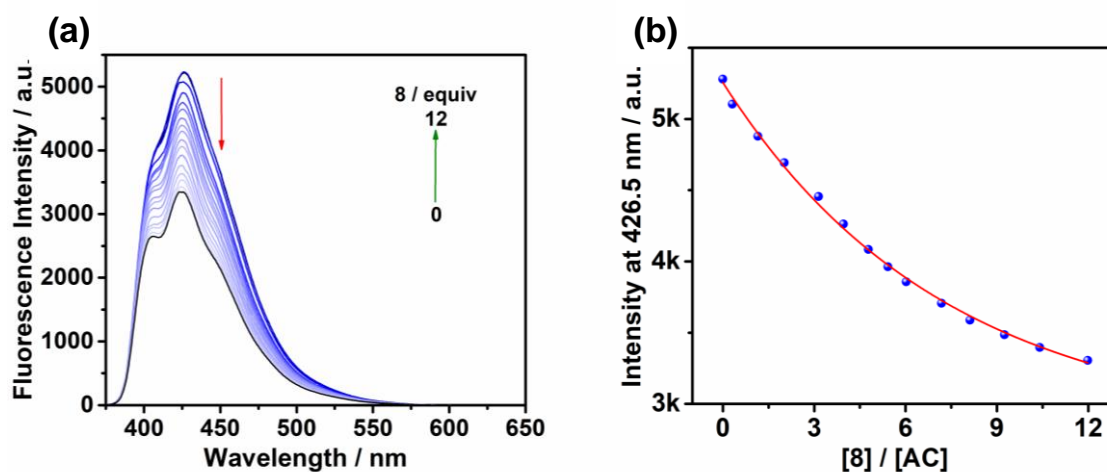 (a)
Fluorescence Intensity / a.u.
5000
4000
3000
2000
1000
0
400 450 500 550 600 650
Wavelength / nm
8 / equiv
12
0
(b)
Intensity at 426.5 nm / a.u.
5k
4k
3k
0 3 6 9 12
[8] / [AC]